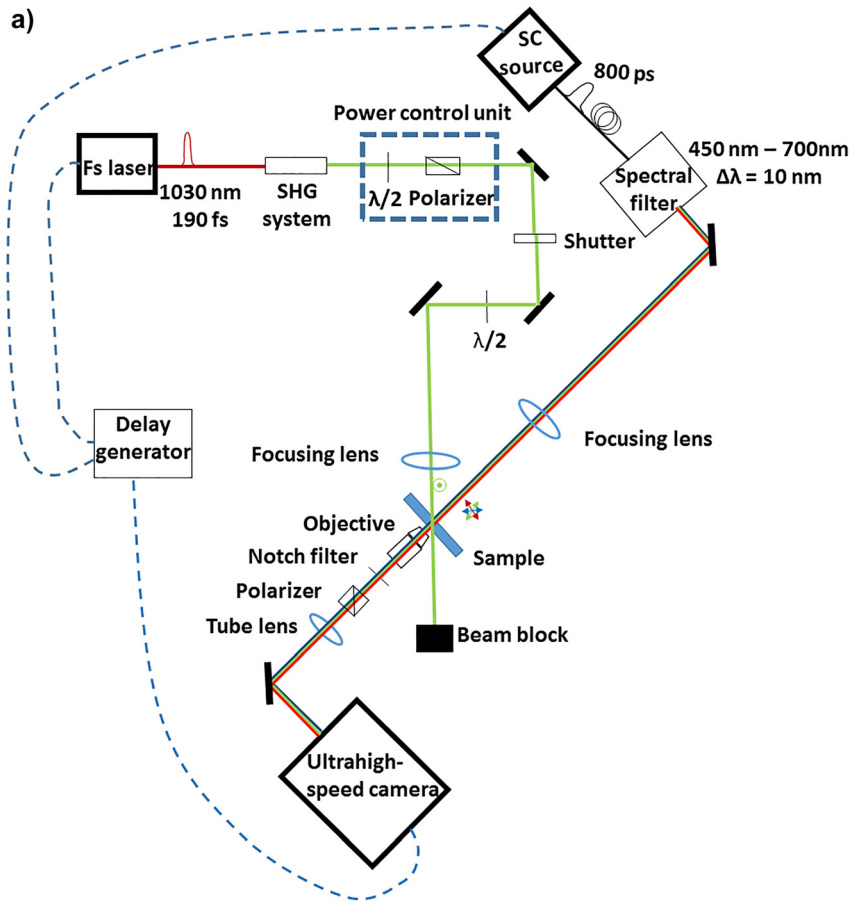 a)
SC
source
800 ps
Power control unit
Fs laser
1030 nm
190 fs
SHG
system
λ/2 Polarizer
450 nm – 700nm
Δλ = 10 nm
Spectral
filter
Shutter
λ/2
Delay
generator
Focusing lens
Focusing lens
Objective
Notch filter
Sample
Polarizer
Tube lens
Beam block
Ultrahigh-
speed camera